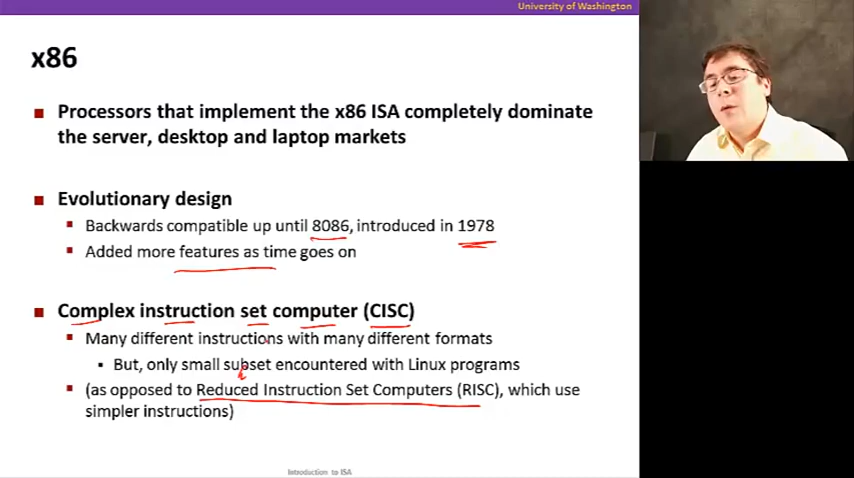 University of Washington
x86
■ Processors that implement the x86 ISA completely dominate
the server, desktop and laptop markets
■ Evolutionary design
▪ Backwards compatible up until 8086, introduced in 1978
▪ Added more features as time goes on
■ Complex instruction set computer (CISC)
▪ Many different instructions with many different formats
▪ But, only small subset encountered with Linux programs
▪ (as opposed to Reduced Instruction Set Computers (RISC), which use
simpler instructions)
Introduction to ISA